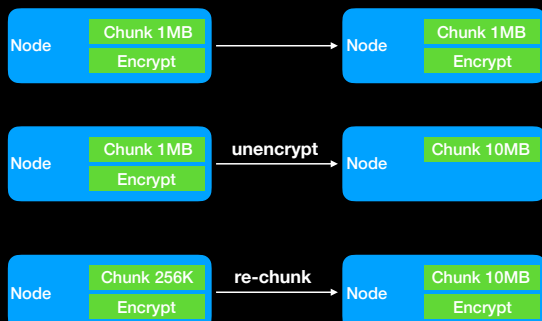 Chunk 1MB
Node
Encrypt
Chunk 1MB
Node
Encrypt
Chunk 1MB
Node
Encrypt
unencrypt
Chunk 10MB
Node
Chunk 256K
Node
Encrypt
re-chunk
Chunk 10MB
Node
Encrypt